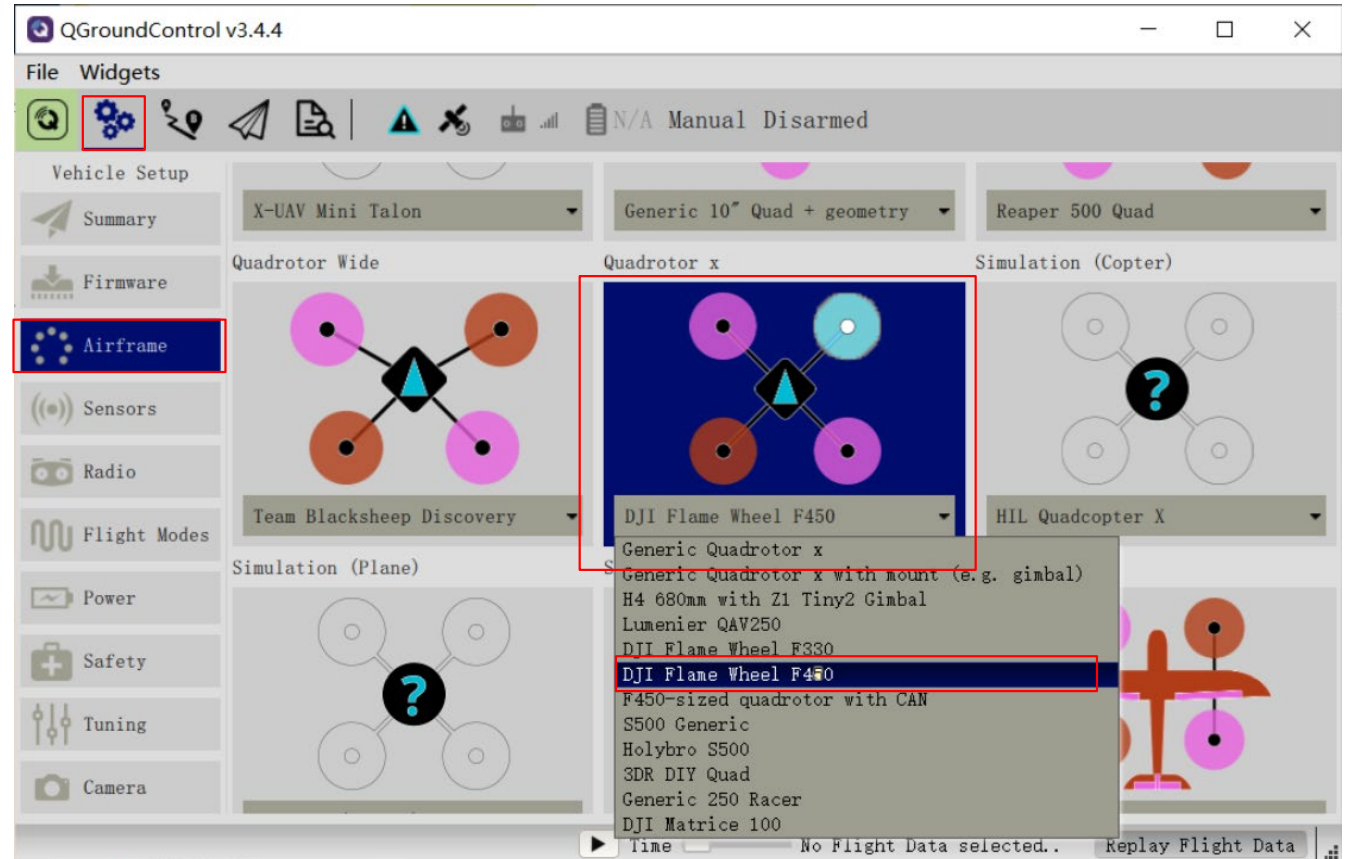 QGroundControl v3.4.4
File Widgets
N/A Manual Disarmed
Vehicle Setup
Summary
Firmware
Airframe
Sensors
Radio
Flight Modes
Power
Safety
Tuning
Camera
X-UAV Mini Talon
Generic 10″ Quad + geometry
Reaper 500 Quad
Quadrotor Wide
Quadrotor x
Simulation (Copter)
?
Team Blacksheep Discovery
DJI Flame Wheel F450
HIL Quadcopter X
Simulation (Plane)
?
Generic Quadrotor x
Generic Quadrotor x with mount (e.g. gimbal)
H4 680mm with Z1 Tiny2 Gimbal
Lumenier QAV250
DJI Flame Wheel F330
DJI Flame Wheel F450
F450-sized quadrotor with CAN
S500 Generic
Holybro S500
3DR DIY Quad
Generic 250 Racer
DJI Matrice 100
Time
No Flight Data selected..
Replay Flight Data